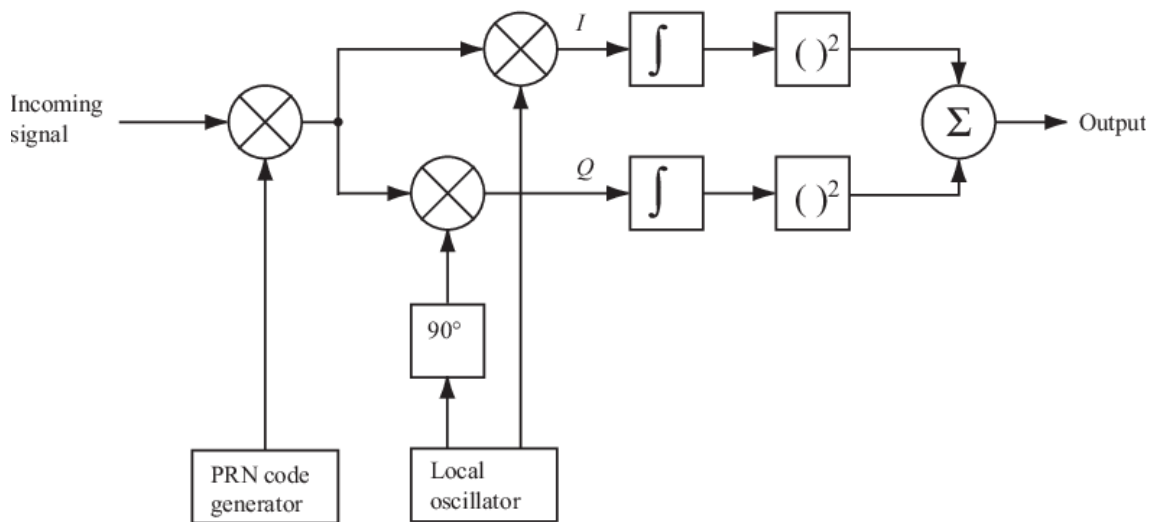 Incoming
signal
I
∫
( )²
Σ
Output
Q
∫
( )²
90°
PRN code
generator
Local
oscillator